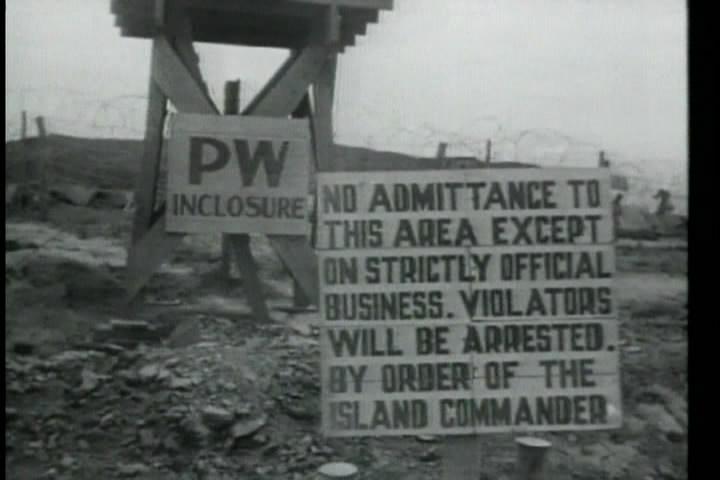 PW
INCLOSURE
NO ADMITTANCE TO
THIS AREA EXCEPT
ON STRICTLY OFFICIAL
BUSINESS. VIOLATORS
WILL BE ARRESTED.
BY ORDER OF THE
ISLAND COMMANDER